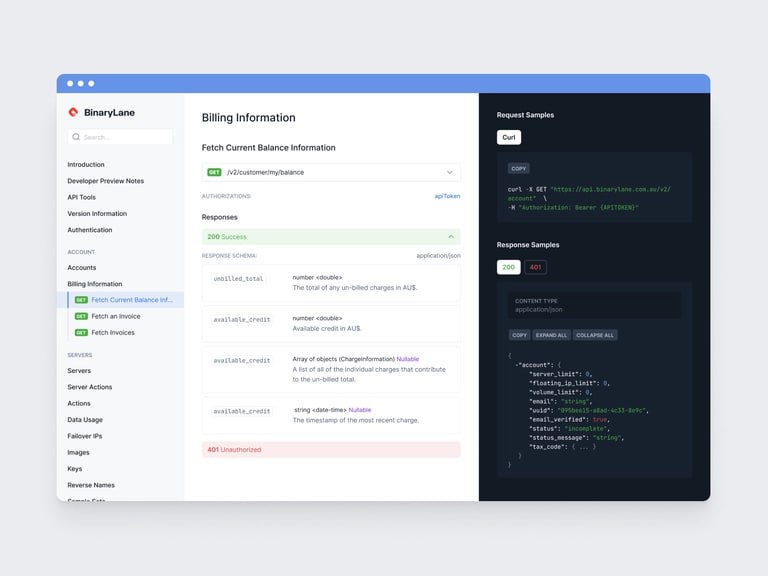 BinaryLane
Search...
Introduction
Developer Preview Notes
API Tools
Version Information
Authentication
ACCOUNT
Accounts
Billing Information
GET Fetch Current Balance Inf...
GET Fetch an Invoice
GET Fetch Invoices
SERVERS
Servers
Server Actions
Actions
Data Usage
Failover IPs
Images
Keys
Reverse Names
Billing Information
Fetch Current Balance Information
GET /v2/customer/my/balance
AUTHORIZATIONS: apiToken
Responses
200 Success
RESPONSE SCHEMA: application/json
unbilled_total number <double>
The total of any un-billed charges in AU$.
available_credit number <double>
Available credit in AU$.
available_credit Array of objects (ChargeInformation) Nullable
A list of all of the individual charges that contribute
to the un-billed total.
available_credit string <date-time> Nullable
The timestamp of the most recent charge.
401 Unauthorized
Request Samples
Curl
COPY
curl -X GET "https://api.binarylane.com.au/v2/
account" \
-H "Authorization: Bearer {APITOKEN}"
Response Samples
200 401
CONTENT TYPE
application/json
COPY EXPAND ALL COLLAPSE ALL
{
-"account": {
"server_limit": 0,
"floating_ip_limit": 0,
"volume_limit": 0,
"email": "string",
"uuid": "095be615-a8ad-4c33-8e9c",
"email_verified": true,
"status": "incomplete",
"status_message": "string",
"tax_code": { ... }
}
}